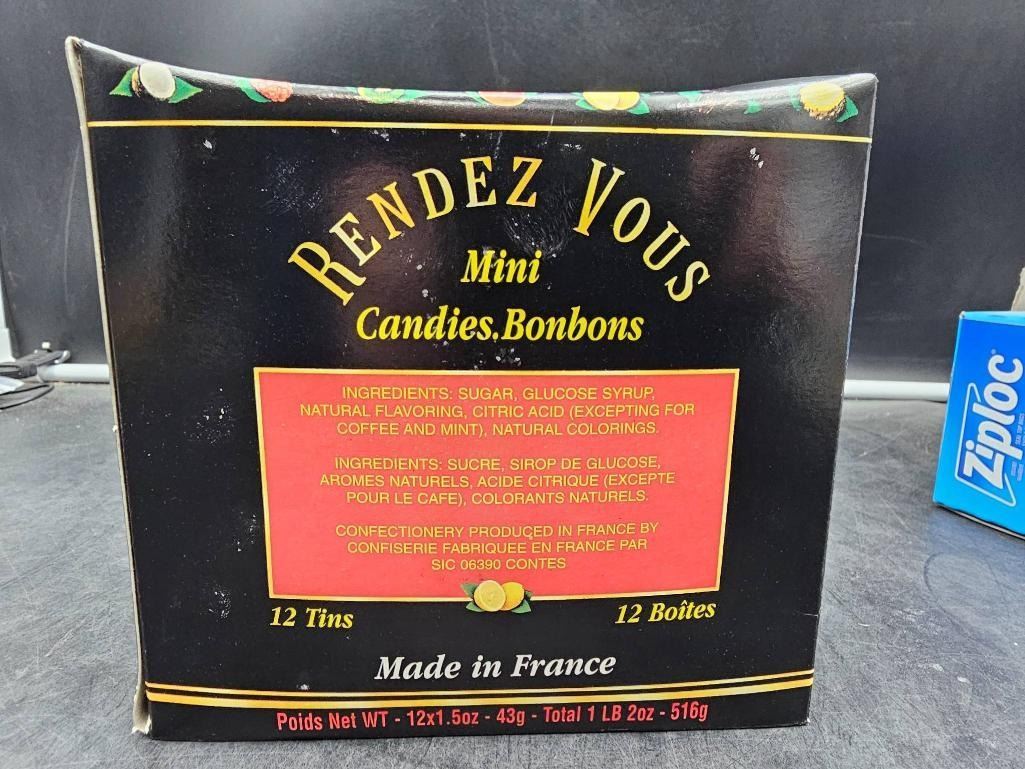 RENDEZ VOUS
Mini
Candies.Bonbons
INGREDIENTS: SUGAR, GLUCOSE SYRUP,
NATURAL FLAVORING, CITRIC ACID (EXCEPTING FOR
COFFEE AND MINT), NATURAL COLORINGS.
INGREDIENTS: SUCRE, SIROP DE GLUCOSE,
AROMES NATURELS, ACIDE CITRIQUE (EXCEPTE
POUR LE CAFE), COLORANTS NATURELS.
CONFECTIONERY PRODUCED IN FRANCE BY
CONFISERIE FABRIQUEE EN FRANCE PAR
SIC 06390 CONTES
12 Tins
12 Boîtes
Made in France
Poids Net WT - 12x1.5oz - 43g - Total 1 LB 2oz - 516g
Ziploc